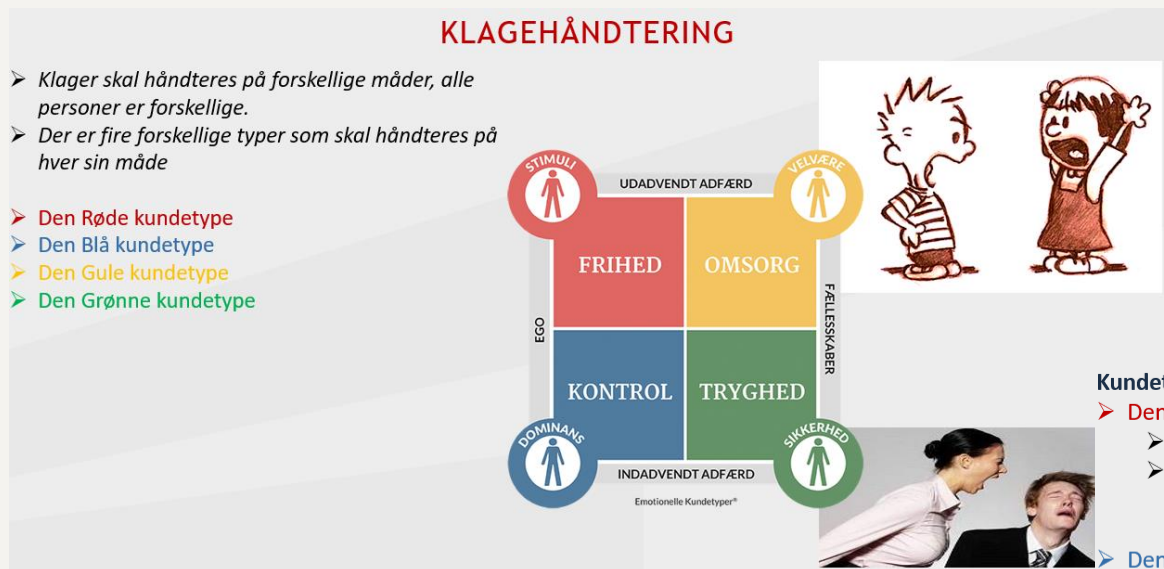 KLAGEHÅNDTERING
➢ Klager skal håndteres på forskellige måder, alle
personer er forskellige.
➢ Der er fire forskellige typer som skal håndteres på
hver sin måde
➢ Den Røde kundetype
➢ Den Blå kundetype
➢ Den Gule kundetype
➢ Den Grønne kundetype
STIMULI
UDADVENDT ADFÆRD
VELVÆRE
FRIHED
OMSORG
EGO
FÆLLESSKABER
KONTROL
TRYGHED
DOMINANS
INDADVENDT ADFÆRD
SIKKERHED
Emotionelle Kundetyper®
➢ Den
➢ Den